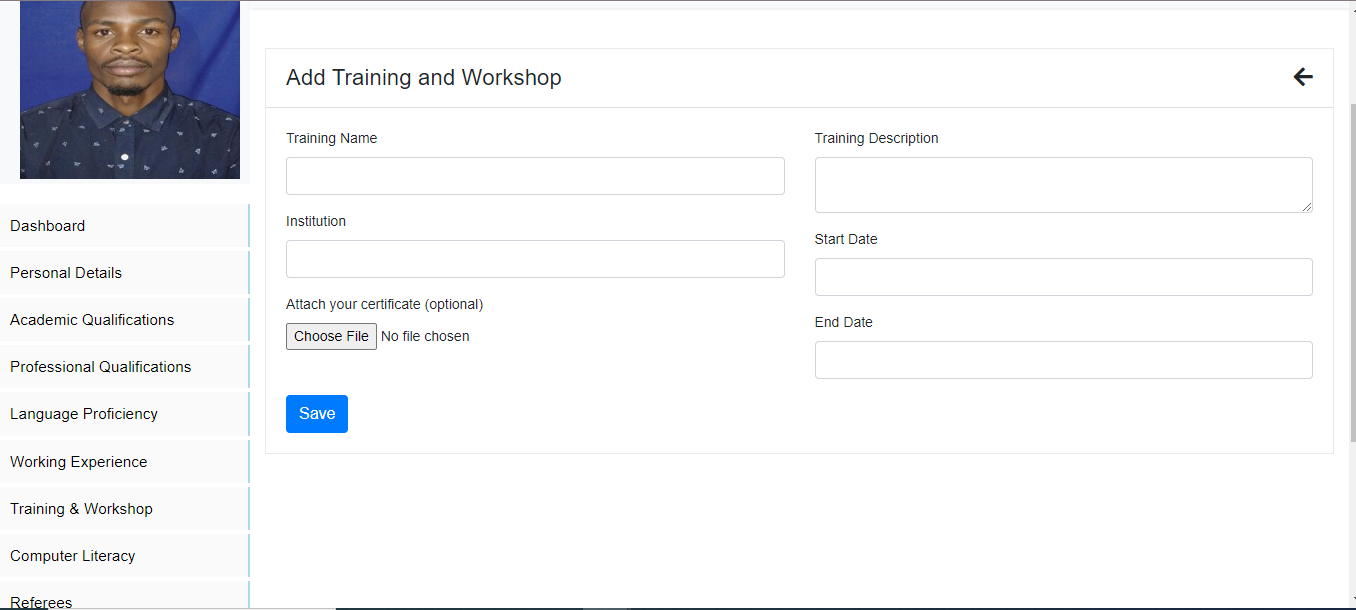 Dashboard
Personal Details
Academic Qualifications
Professional Qualifications
Language Proficiency
Working Experience
Training & Workshop
Computer Literacy
Referees
Add Training and Workshop
Training Name
Institution
Attach your certificate (optional)
Choose File No file chosen
Save
Training Description
Start Date
End Date